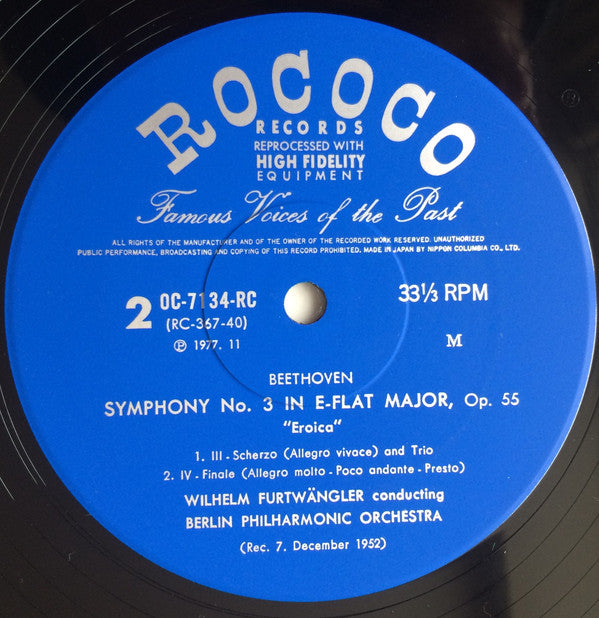 ROCOCO
RECORDS
REPROCESSED WITH
HIGH FIDELITY
EQUIPMENT
Famous Voices of the Past
ALL RIGHTS OF THE MANUFACTURER AND OF THE OWNER OF THE RECORDED WORK RESERVED. UNAUTHORIZED
PUBLIC PERFORMANCE, BROADCASTING AND COPYING OF THIS RECORD PROHIBITED. MADE IN JAPAN BY NIPPON COLUMBIA CO., LTD.
2 OC-7134-RC 33⅓ RPM
(RC-367-40)
Ⓟ 1977. 11 M
BEETHOVEN
SYMPHONY No. 3 IN E-FLAT MAJOR, Op. 55
"Eroica"
1. III - Scherzo (Allegro vivace) and Trio
2. IV - Finale (Allegro molto - Poco andante - Presto)
WILHELM FURTWÄNGLER conducting
BERLIN PHILHARMONIC ORCHESTRA
(Rec. 7. December 1952)